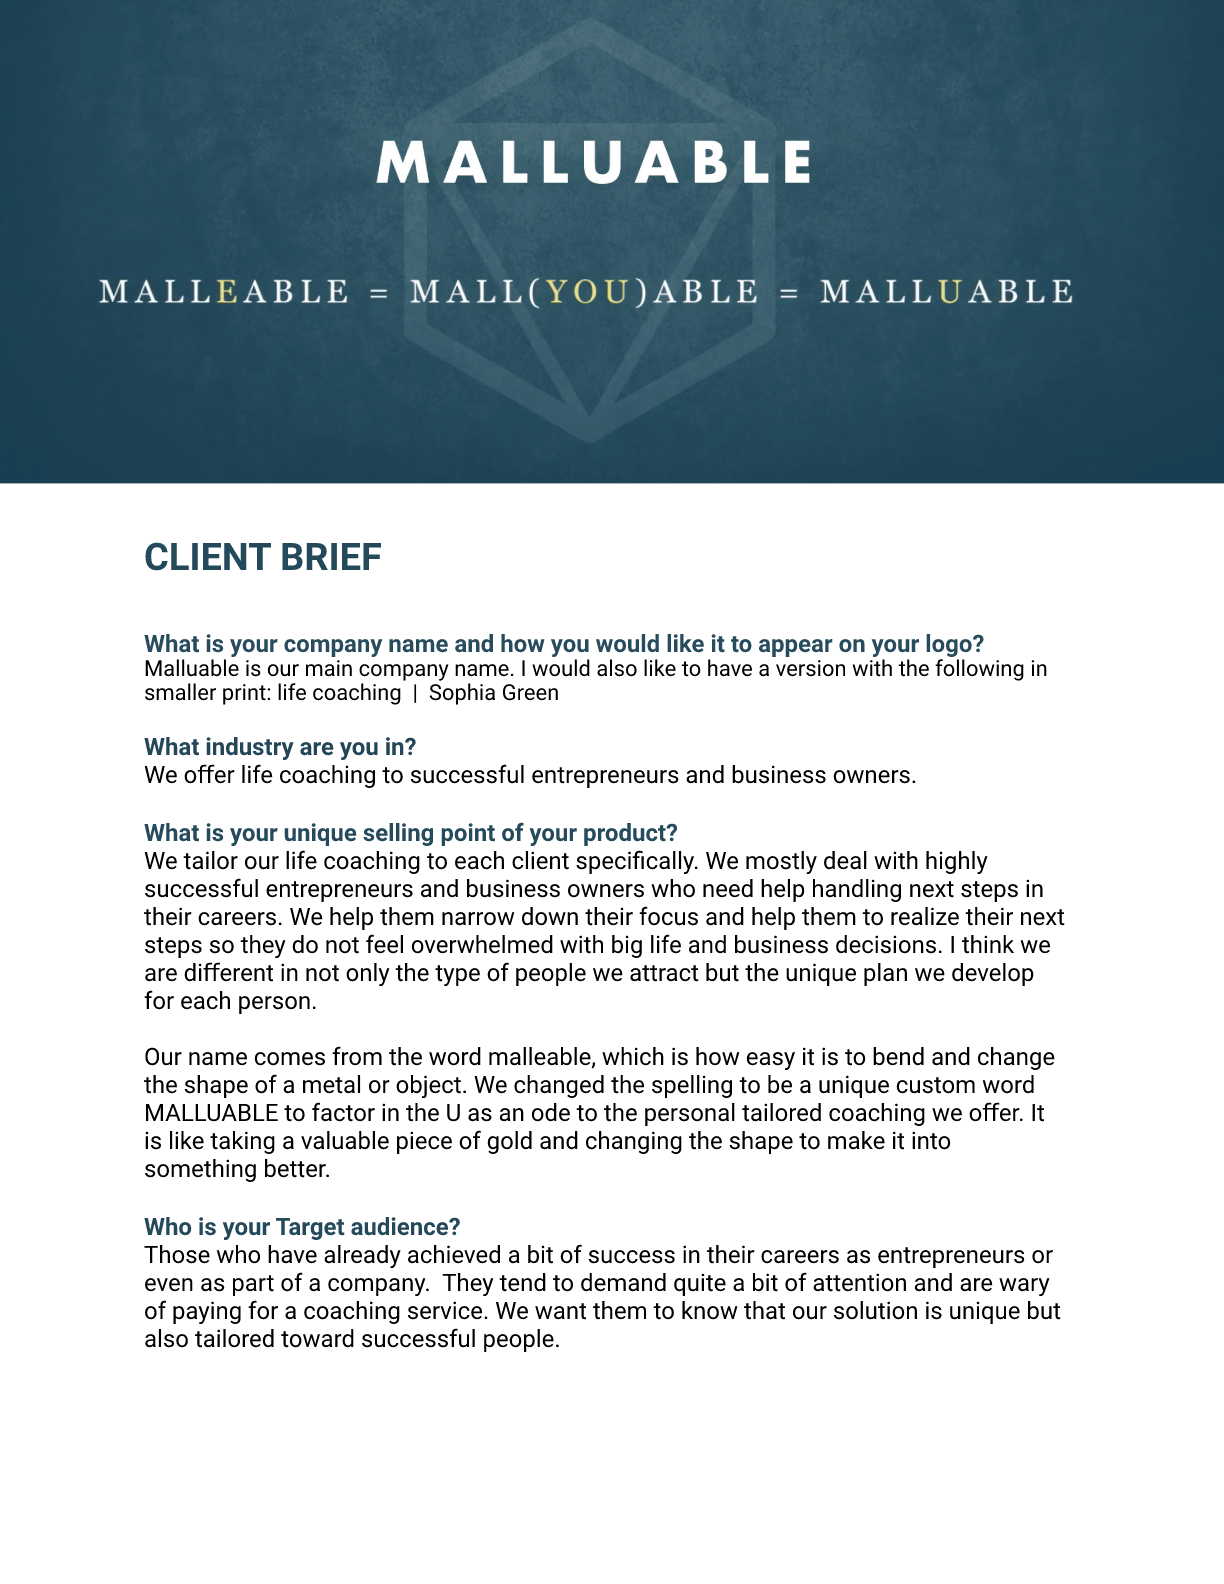 MALLUABLE
MALLEABLE = MALL(YOU)ABLE = MALLUABLE
CLIENT BRIEF
What is your company name and how you would like it to appear on your logo?
Malluable is our main company name. I would also like to have a version with the following in
smaller print: life coaching | Sophia Green
What industry are you in?
We offer life coaching to successful entrepreneurs and business owners.
What is your unique selling point of your product?
We tailor our life coaching to each client specifically. We mostly deal with highly
successful entrepreneurs and business owners who need help handling next steps in
their careers. We help them narrow down their focus and help them to realize their next
steps so they do not feel overwhelmed with big life and business decisions. I think we
are different in not only the type of people we attract but the unique plan we develop
for each person.
Our name comes from the word malleable, which is how easy it is to bend and change
the shape of a metal or object. We changed the spelling to be a unique custom word
MALLUABLE to factor in the U as an ode to the personal tailored coaching we offer. It
is like taking a valuable piece of gold and changing the shape to make it into
something better.
Who is your Target audience?
Those who have already achieved a bit of success in their careers as entrepreneurs or
even as part of a company.  They tend to demand quite a bit of attention and are wary
of paying for a coaching service. We want them to know that our solution is unique but
also tailored toward successful people.